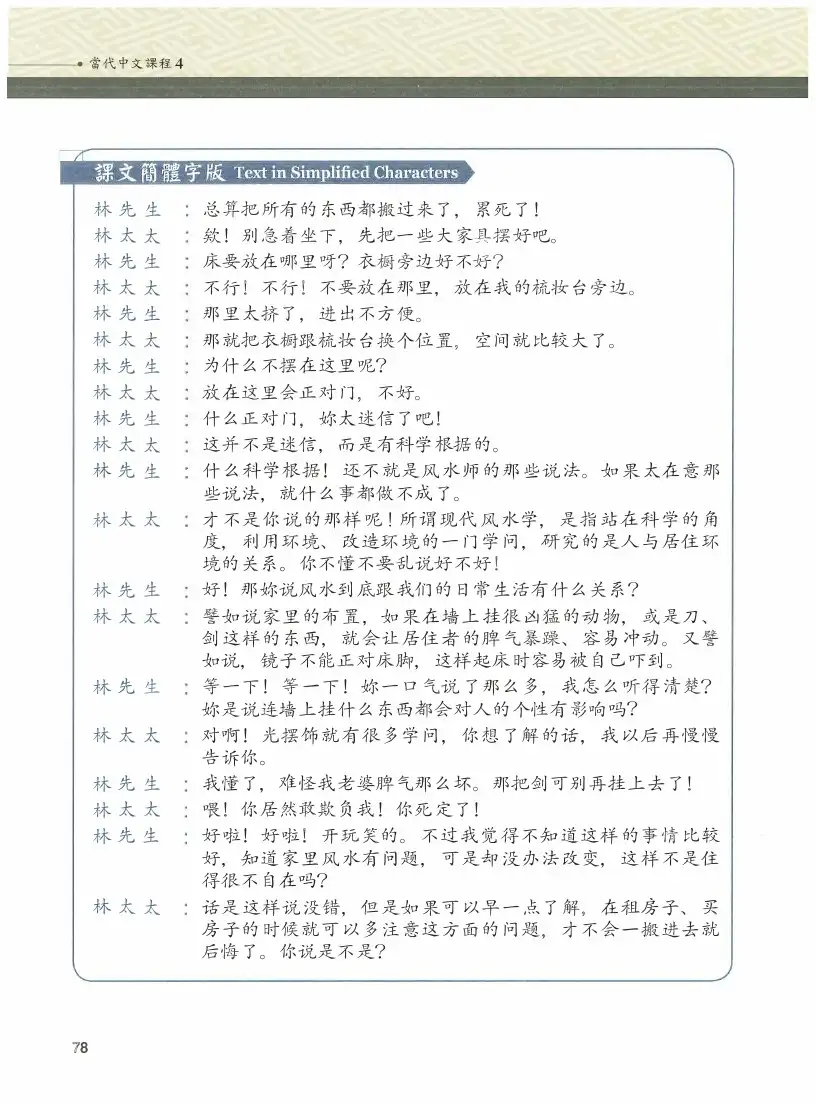 • 當代中文課程 4
課文簡體字版 Text in Simplified Characters
林先生：总算把所有的东西都搬过来了，累死了！
林太太：欸！别急着坐下，先把一些大家具摆好吧。
林先生：床要放在哪里呀？衣橱旁边好不好？
林太太：不行！不行！不要放在那里，放在我的梳妆台旁边。
林先生：那里太挤了，进出不方便。
林太太：那就把衣橱跟梳妆台换个位置，空间就比较大了。
林先生：为什么不摆在这里呢？
林太太：放在这里会正对门，不好。
林先生：什么正对门，妳太迷信了吧！
林太太：这并不是迷信，而是有科学根据的。
林先生：什么科学根据！还不就是风水师的那些说法。如果太在意那
些说法，就什么事都做不成了。
林太太：才不是你说的那样呢！所谓现代风水学，是指站在科学的角
度，利用环境、改造环境的一门学问，研究的是人与居住环
境的关系。你不懂不要乱说好不好！
林先生：好！那妳说风水到底跟我们的日常生活有什么关系？
林太太：譬如说家里的布置，如果在墙上挂很凶猛的动物，或是刀、
剑这样的东西，就会让居住者的脾气暴躁、容易冲动。又譬
如说，镜子不能正对床脚，这样起床时容易被自己吓到。
林先生：等一下！等一下！妳一口气说了那么多，我怎么听得清楚？
妳是说连墙上挂什么东西都会对人的个性有影响吗？
林太太：对啊！光摆饰就有很多学问，你想了解的话，我以后再慢慢
告诉你。
林先生：我懂了，难怪我老婆脾气那么坏。那把剑可别再挂上去了！
林太太：喂！你居然敢欺负我！你死定了！
林先生：好啦！好啦！开玩笑的。不过我觉得不知道这样的事情比较
好，知道家里风水有问题，可是却没办法改变，这样不是住
得很不自在吗？
林太太：话是这样说没错，但是如果可以早一点了解，在租房子、买
房子的时候就可以多注意这方面的问题，才不会一搬进去就
后悔了。你说是不是？
78